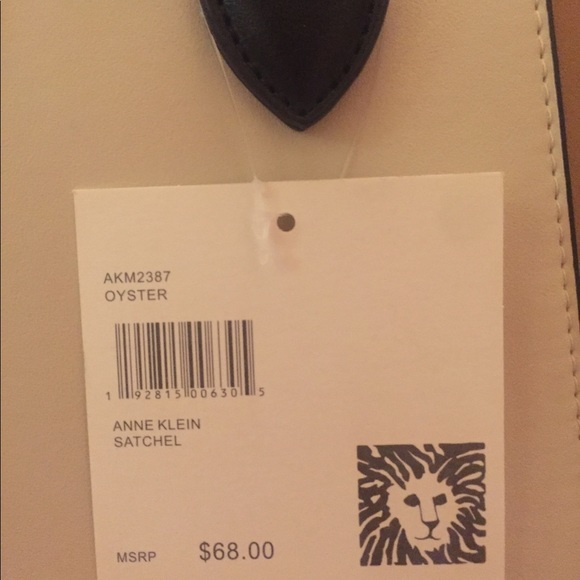 AKM2387
OYSTER
1 92815 00630 5
ANNE KLEIN
SATCHEL
MSRP $68.00